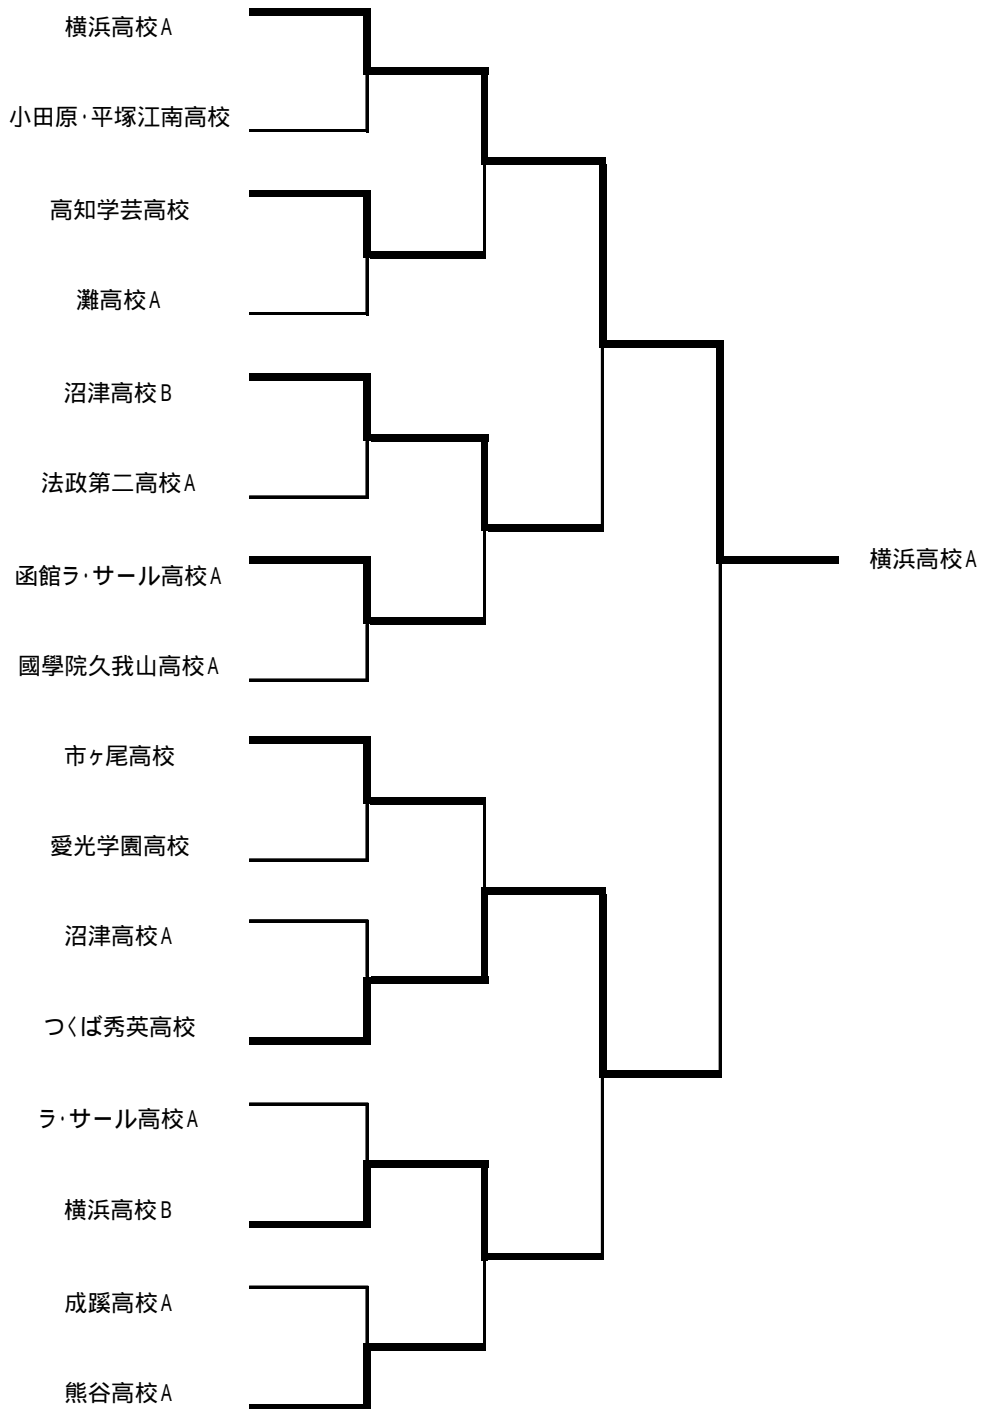 横浜高校A
小田原・平塚江南高校
高知学芸高校
灘高校A
沼津高校B
法政第二高校A
函館ラ・サール高校A
横浜高校A
國學院久我山高校A
市ヶ尾高校
愛光学園高校
沼津高校A
つくば秀英高校
ラ・サール高校A
横浜高校B
成蹊高校A
熊谷高校A